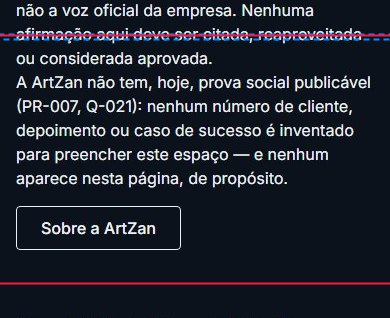 não a voz oficial da empresa. Nenhuma
afirmação aqui deve ser citada, reaproveitada
ou considerada aprovada.
A ArtZan não tem, hoje, prova social publicável
(PR-007, Q-021): nenhum número de cliente,
depoimento ou caso de sucesso é inventado
para preencher este espaço — e nenhum
aparece nesta página, de propósito.
Sobre a ArtZan